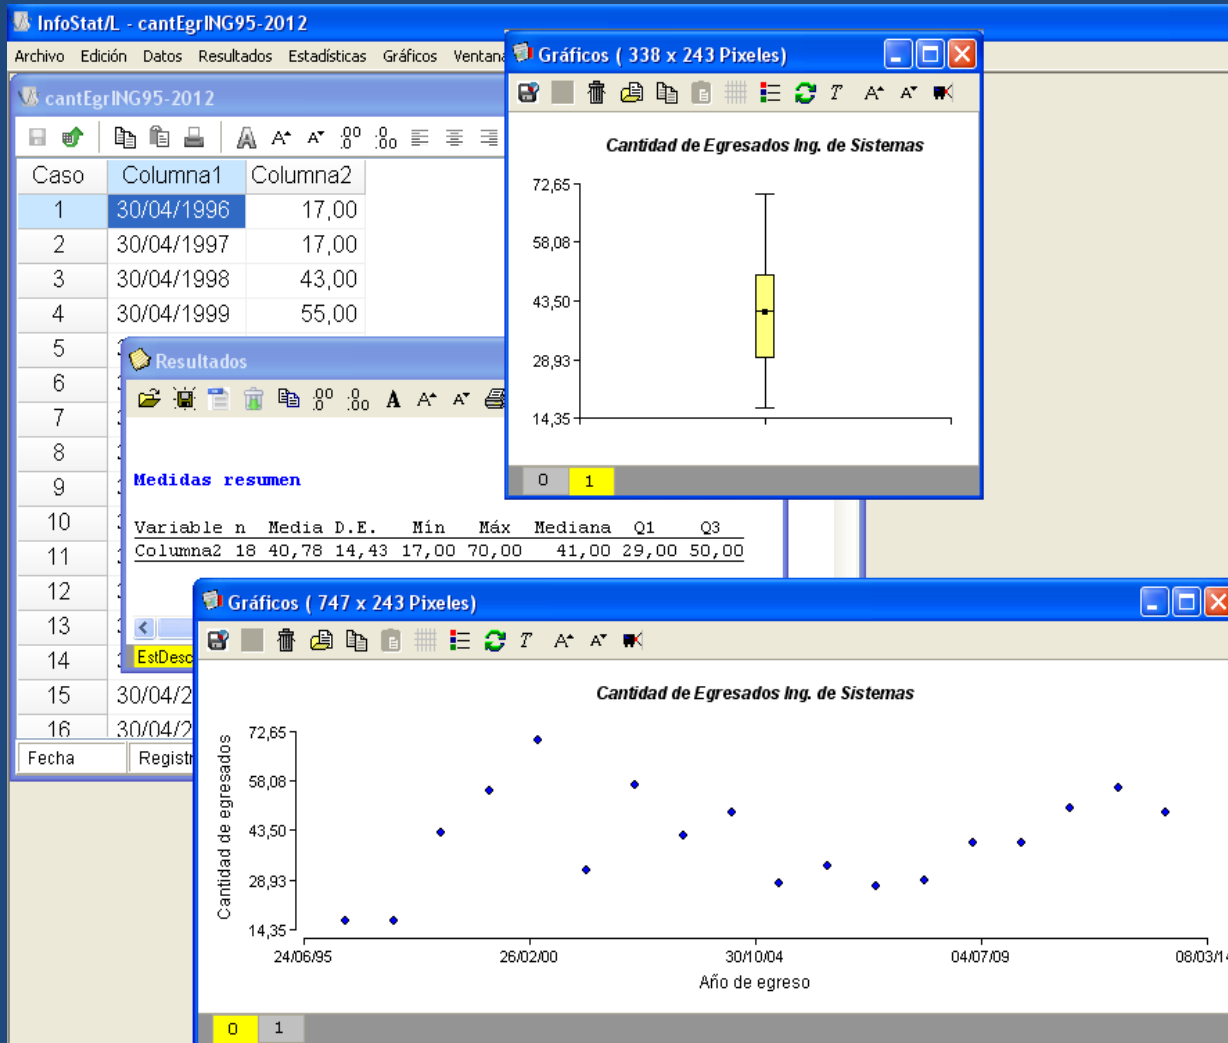 InfoStat/L - cantEgrING95-2012
Archivo Edición Datos Resultados Estadísticas Gráficos Ventana
cantEgrING95-2012
Caso Columna1 Columna2
1 30/04/1996 17,00
2 30/04/1997 17,00
3 30/04/1998 43,00
4 30/04/1999 55,00
5
6
7
8
9
10
11
12
13
14
15 30/04/2
16 30/04/2
Fecha Registr
Gráficos ( 338 x 243 Pixeles)
Cantidad de Egresados Ing. de Sistemas
72,65
58,08
43,50
28,93
14,35
0 1
Resultados
Medidas resumen
Variable n Media D.E. Mín Máx Mediana Q1 Q3
Columna2 18 40,78 14,43 17,00 70,00 41,00 29,00 50,00
EstDesc
Gráficos ( 747 x 243 Pixeles)
Cantidad de Egresados Ing. de Sistemas
Cantidad de egresados
72,65
58,08
43,50
28,93
14,35
24/06/95 26/02/00 30/10/04 04/07/09 08/03/14
Año de egreso
0 1